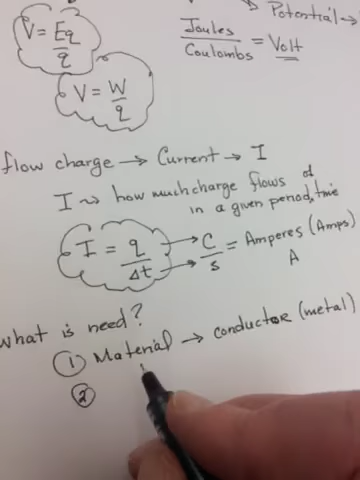 Potential →
V = Eq/q
Joules/Coulombs = Volt
V = W/q
flow charge → Current → I
I ~> how much charge flows of
in a given period, time
I = q/Δt → C/s = Amperes (Amps)
A
what is need?
① Material → conductor (metal)
②